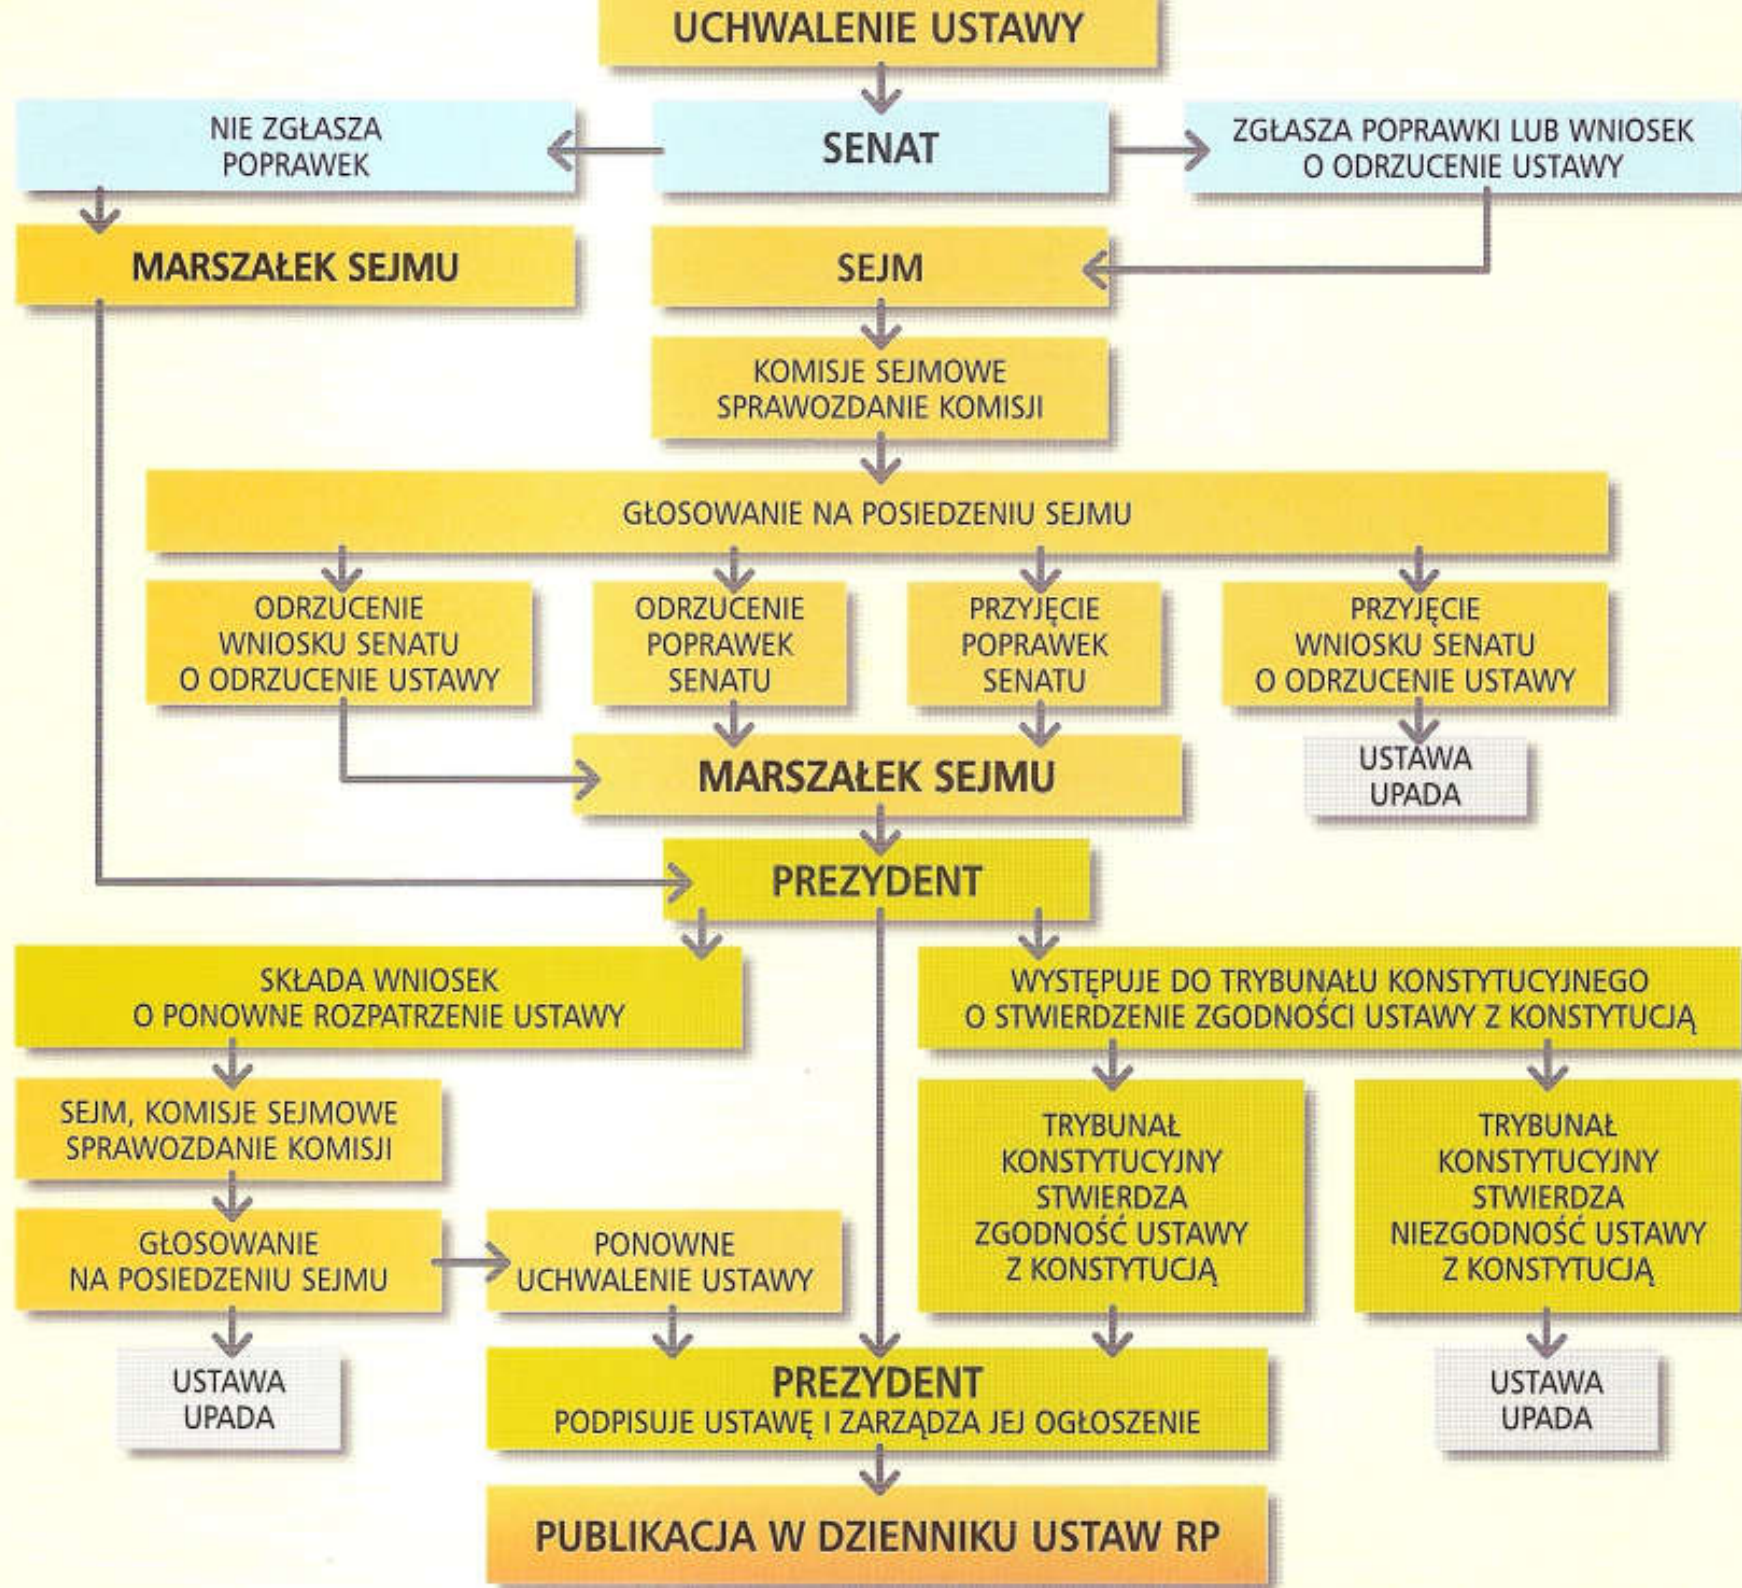 UCHWALENIE USTAWY
NIE ZGŁASZA
POPRAWEK
SENAT
ZGŁASZA POPRAWKI LUB WNIOSEK
O ODRZUCENIE USTAWY
MARSZAŁEK SEJMU
SEJM
KOMISJE SEJMOWE
SPRAWOZDANIE KOMISJI
GŁOSOWANIE NA POSIEDZENIU SEJMU
ODRZUCENIE
WNIOSKU SENATU
O ODRZUCENIE USTAWY
ODRZUCENIE
POPRAWEK
SENATU
PRZYJĘCIE
POPRAWEK
SENATU
PRZYJĘCIE
WNIOSKU SENATU
O ODRZUCENIE USTAWY
MARSZAŁEK SEJMU
USTAWA
UPADA
PREZYDENT
SKŁADA WNIOSEK
O PONOWNE ROZPATRZENIE USTAWY
WYSTĘPUJE DO TRYBUNAŁU KONSTYTUCYJNEGO
O STWIERDZENIE ZGODNOŚCI USTAWY Z KONSTYTUCJĄ
SEJM, KOMISJE SEJMOWE
SPRAWOZDANIE KOMISJI
TRYBUNAŁ
KONSTYTUCYJNY
STWIERDZA
ZGODNOŚĆ USTAWY
Z KONSTYTUCJĄ
TRYBUNAŁ
KONSTYTUCYJNY
STWIERDZA
NIEZGODNOŚĆ USTAWY
Z KONSTYTUCJĄ
GŁOSOWANIE
NA POSIEDZENIU SEJMU
PONOWNE
UCHWALENIE USTAWY
USTAWA
UPADA
PREZYDENT
PODPISUJE USTAWĘ I ZARZĄDZA JEJ OGŁOSZENIE
USTAWA
UPADA
PUBLIKACJA W DZIENNIKU USTAW RP